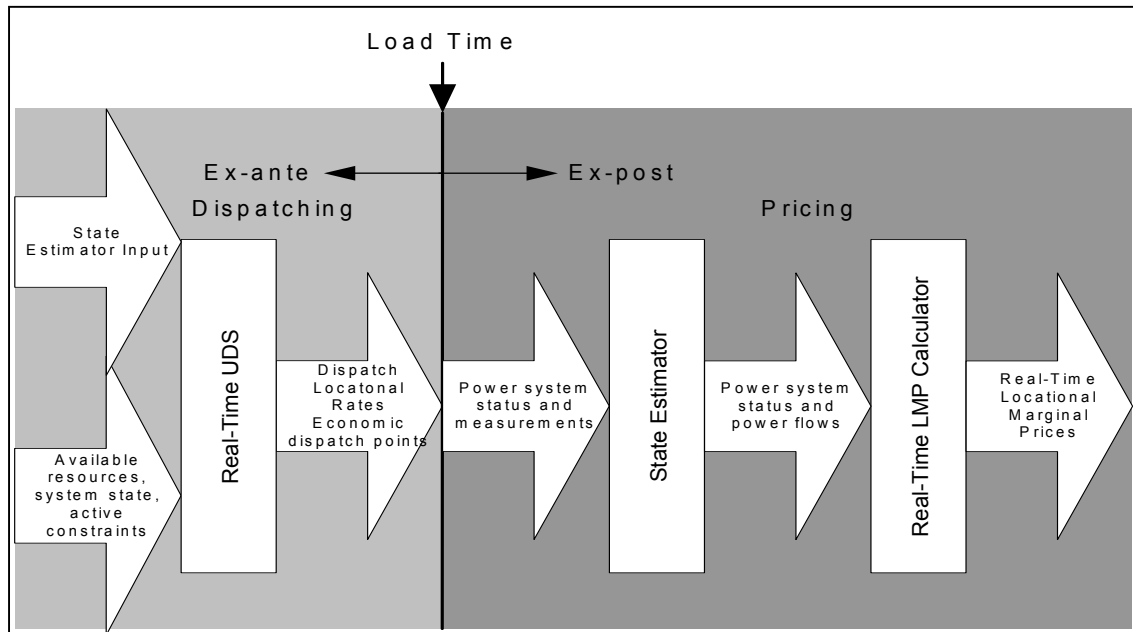 Load Time
Ex-ante
Ex-post
Dispatching
Pricing
State
Estimator Input
Available
resources,
system state,
active
constraints
Real-Time UDS
Dispatch
Locatonal
Rates
Economic
dispatch points
Power system
status and
measurements
State Estimator
Power system
status and
power flows
Real-Time LMP Calculator
Real-Time
Locational
Marginal
Prices